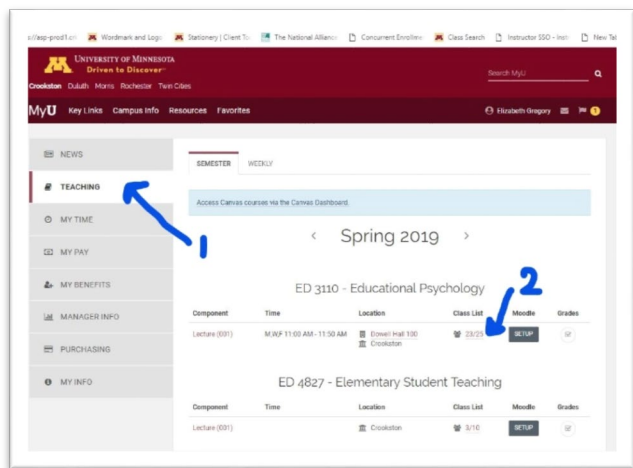 s://asp-prod1.crt Wordmark and Logo Stationery | Client To The National Alliance Concurrent Enrollme Class Search Instructor SSO - Instr New Tab
UNIVERSITY OF MINNESOTA
Driven to Discover
Search MyU
Crookston Duluth Morris Rochester Twin Cities
MyU Key Links Campus Info Resources Favorites Elizabeth Gregory 1
NEWS
SEMESTER WEEKLY
TEACHING
Access Canvas courses via the Canvas Dashboard.
MY TIME
1
< Spring 2019 >
MY PAY
2
MY BENEFITS
ED 3110 - Educational Psychology
MANAGER INFO
Component Time Location Class List Moodle Grades
Lecture (001) M,W,F 11:00 AM - 11:50 AM Dowell Hall 100 23/25 SETUP
Crookston
PURCHASING
MY INFO
ED 4827 - Elementary Student Teaching
Component Time Location Class List Moodle Grades
Lecture (001) Crookston 3/10 SETUP